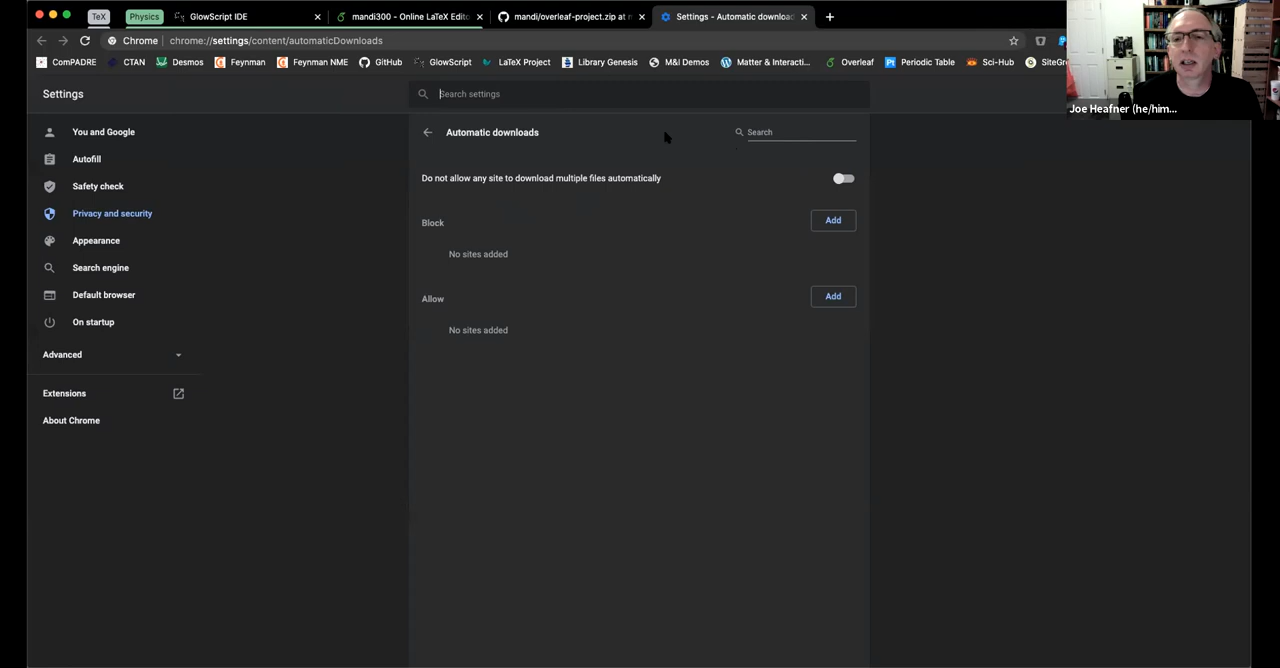 TeX Physics GlowScript IDE mandi300 - Online LaTeX Edito mandi/overleaf-project.zip at m Settings - Automatic download
Chrome chrome://settings/content/automaticDownloads
ComPADRE CTAN Desmos Feynman Feynman NME GitHub GlowScript LaTeX Project Library Genesis M&I Demos Matter & Interacti... Overleaf Periodic Table Sci-Hub SiteG
Joe Heafner (he/him...
Settings
Search settings
You and Google
Autofill
Safety check
Privacy and security
Appearance
Search engine
Default browser
On startup
Advanced
Extensions
About Chrome
Automatic downloads
Search
Do not allow any site to download multiple files automatically
Block
Add
No sites added
Allow
Add
No sites added